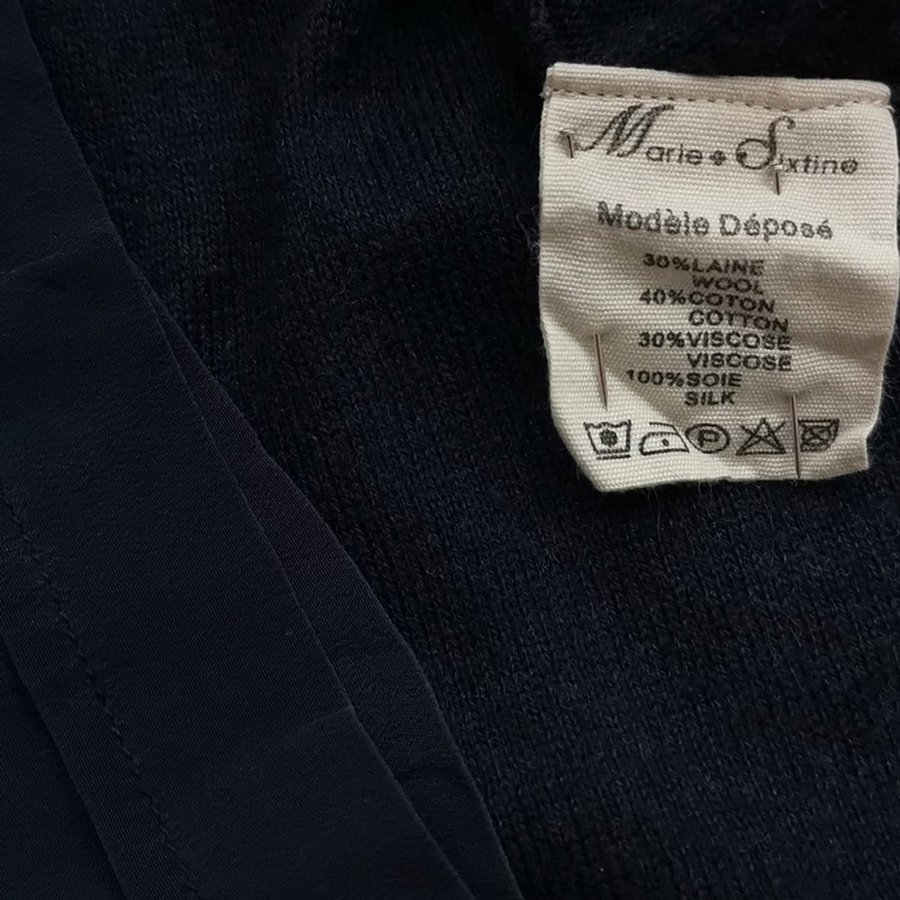 Marie Sixtine
Modèle Déposé
30%LAINE
WOOL
40%COTON
COTTON
30%VISCOSE
VISCOSE
100%SOIE
SILK
P